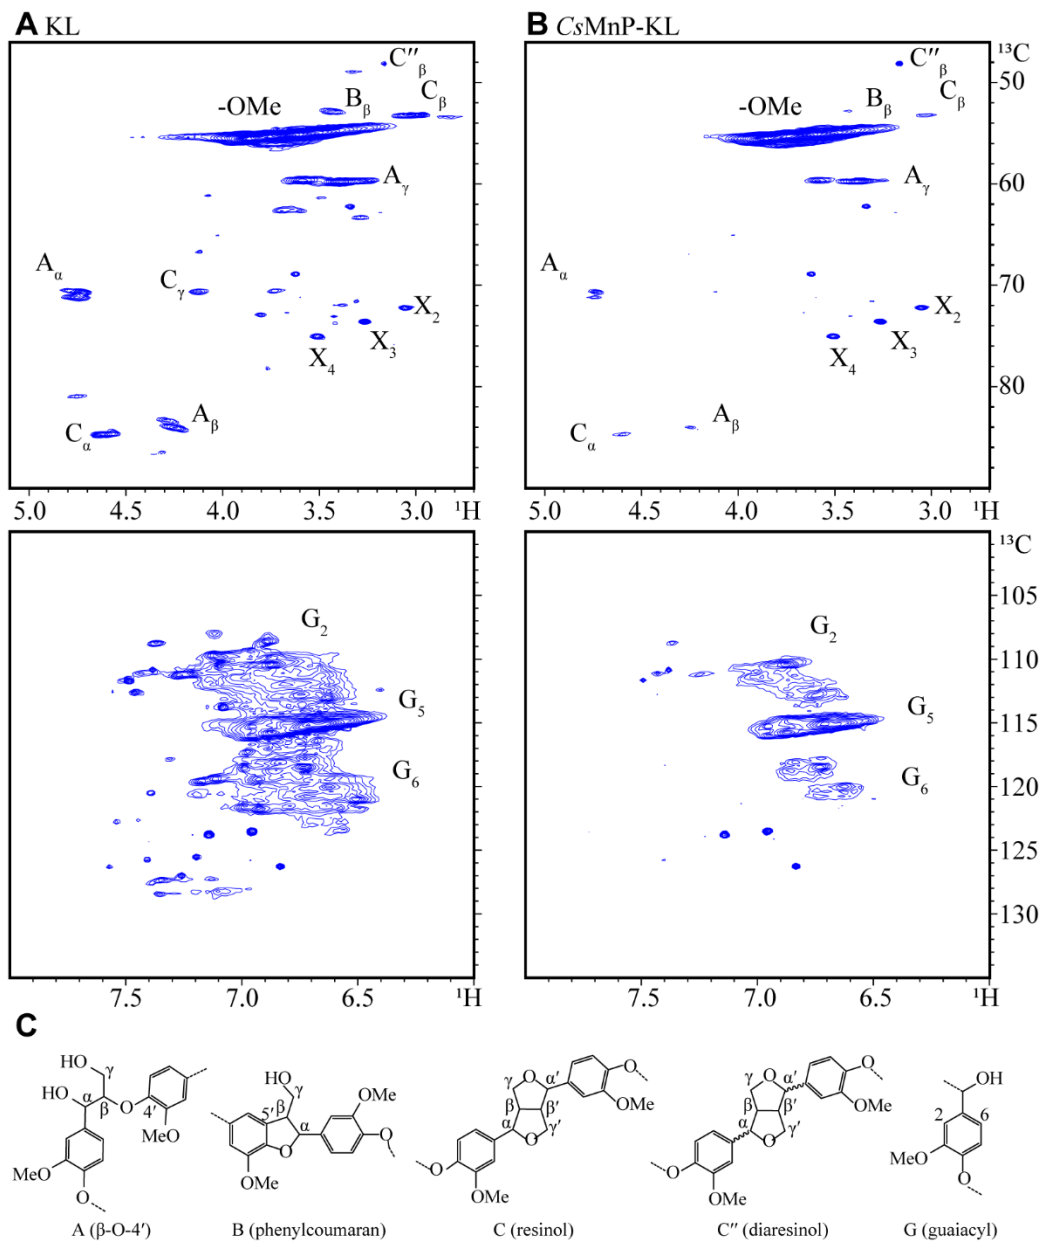 A KL
B CsMnP-KL
¹³C
C″β
Cβ
Bβ
-OMe
Aγ
Aα
Cγ
X₂
X₃
X₄
Aβ
Cα
5.0 4.5 4.0 3.5 3.0 ¹H
C″β
Cβ
Bβ
-OMe
Aγ
Aα
X₂
X₃
X₄
Aβ
Cα
50
60
70
80
5.0 4.5 4.0 3.5 3.0 ¹H
G₂
G₅
G₆
7.5 7.0 6.5 ¹H
¹³C
G₂
G₅
G₆
105
110
115
120
125
130
7.5 7.0 6.5 ¹H
C
HO
γ
HO
α
β
O
4′
MeO
MeO
O
A (β-O-4′)
HO
γ
5′
β
α
O
OMe
OMe
O
B (phenylcoumaran)
O
γ
α′
β
β′
α
γ′
O
O
MeO
O
OMe
C (resinol)
O
γ
α′
β
β′
α
γ′
O
O
OMe
O
OMe
C″ (diaresinol)
OH
2
6
MeO
O
G (guaiacyl)